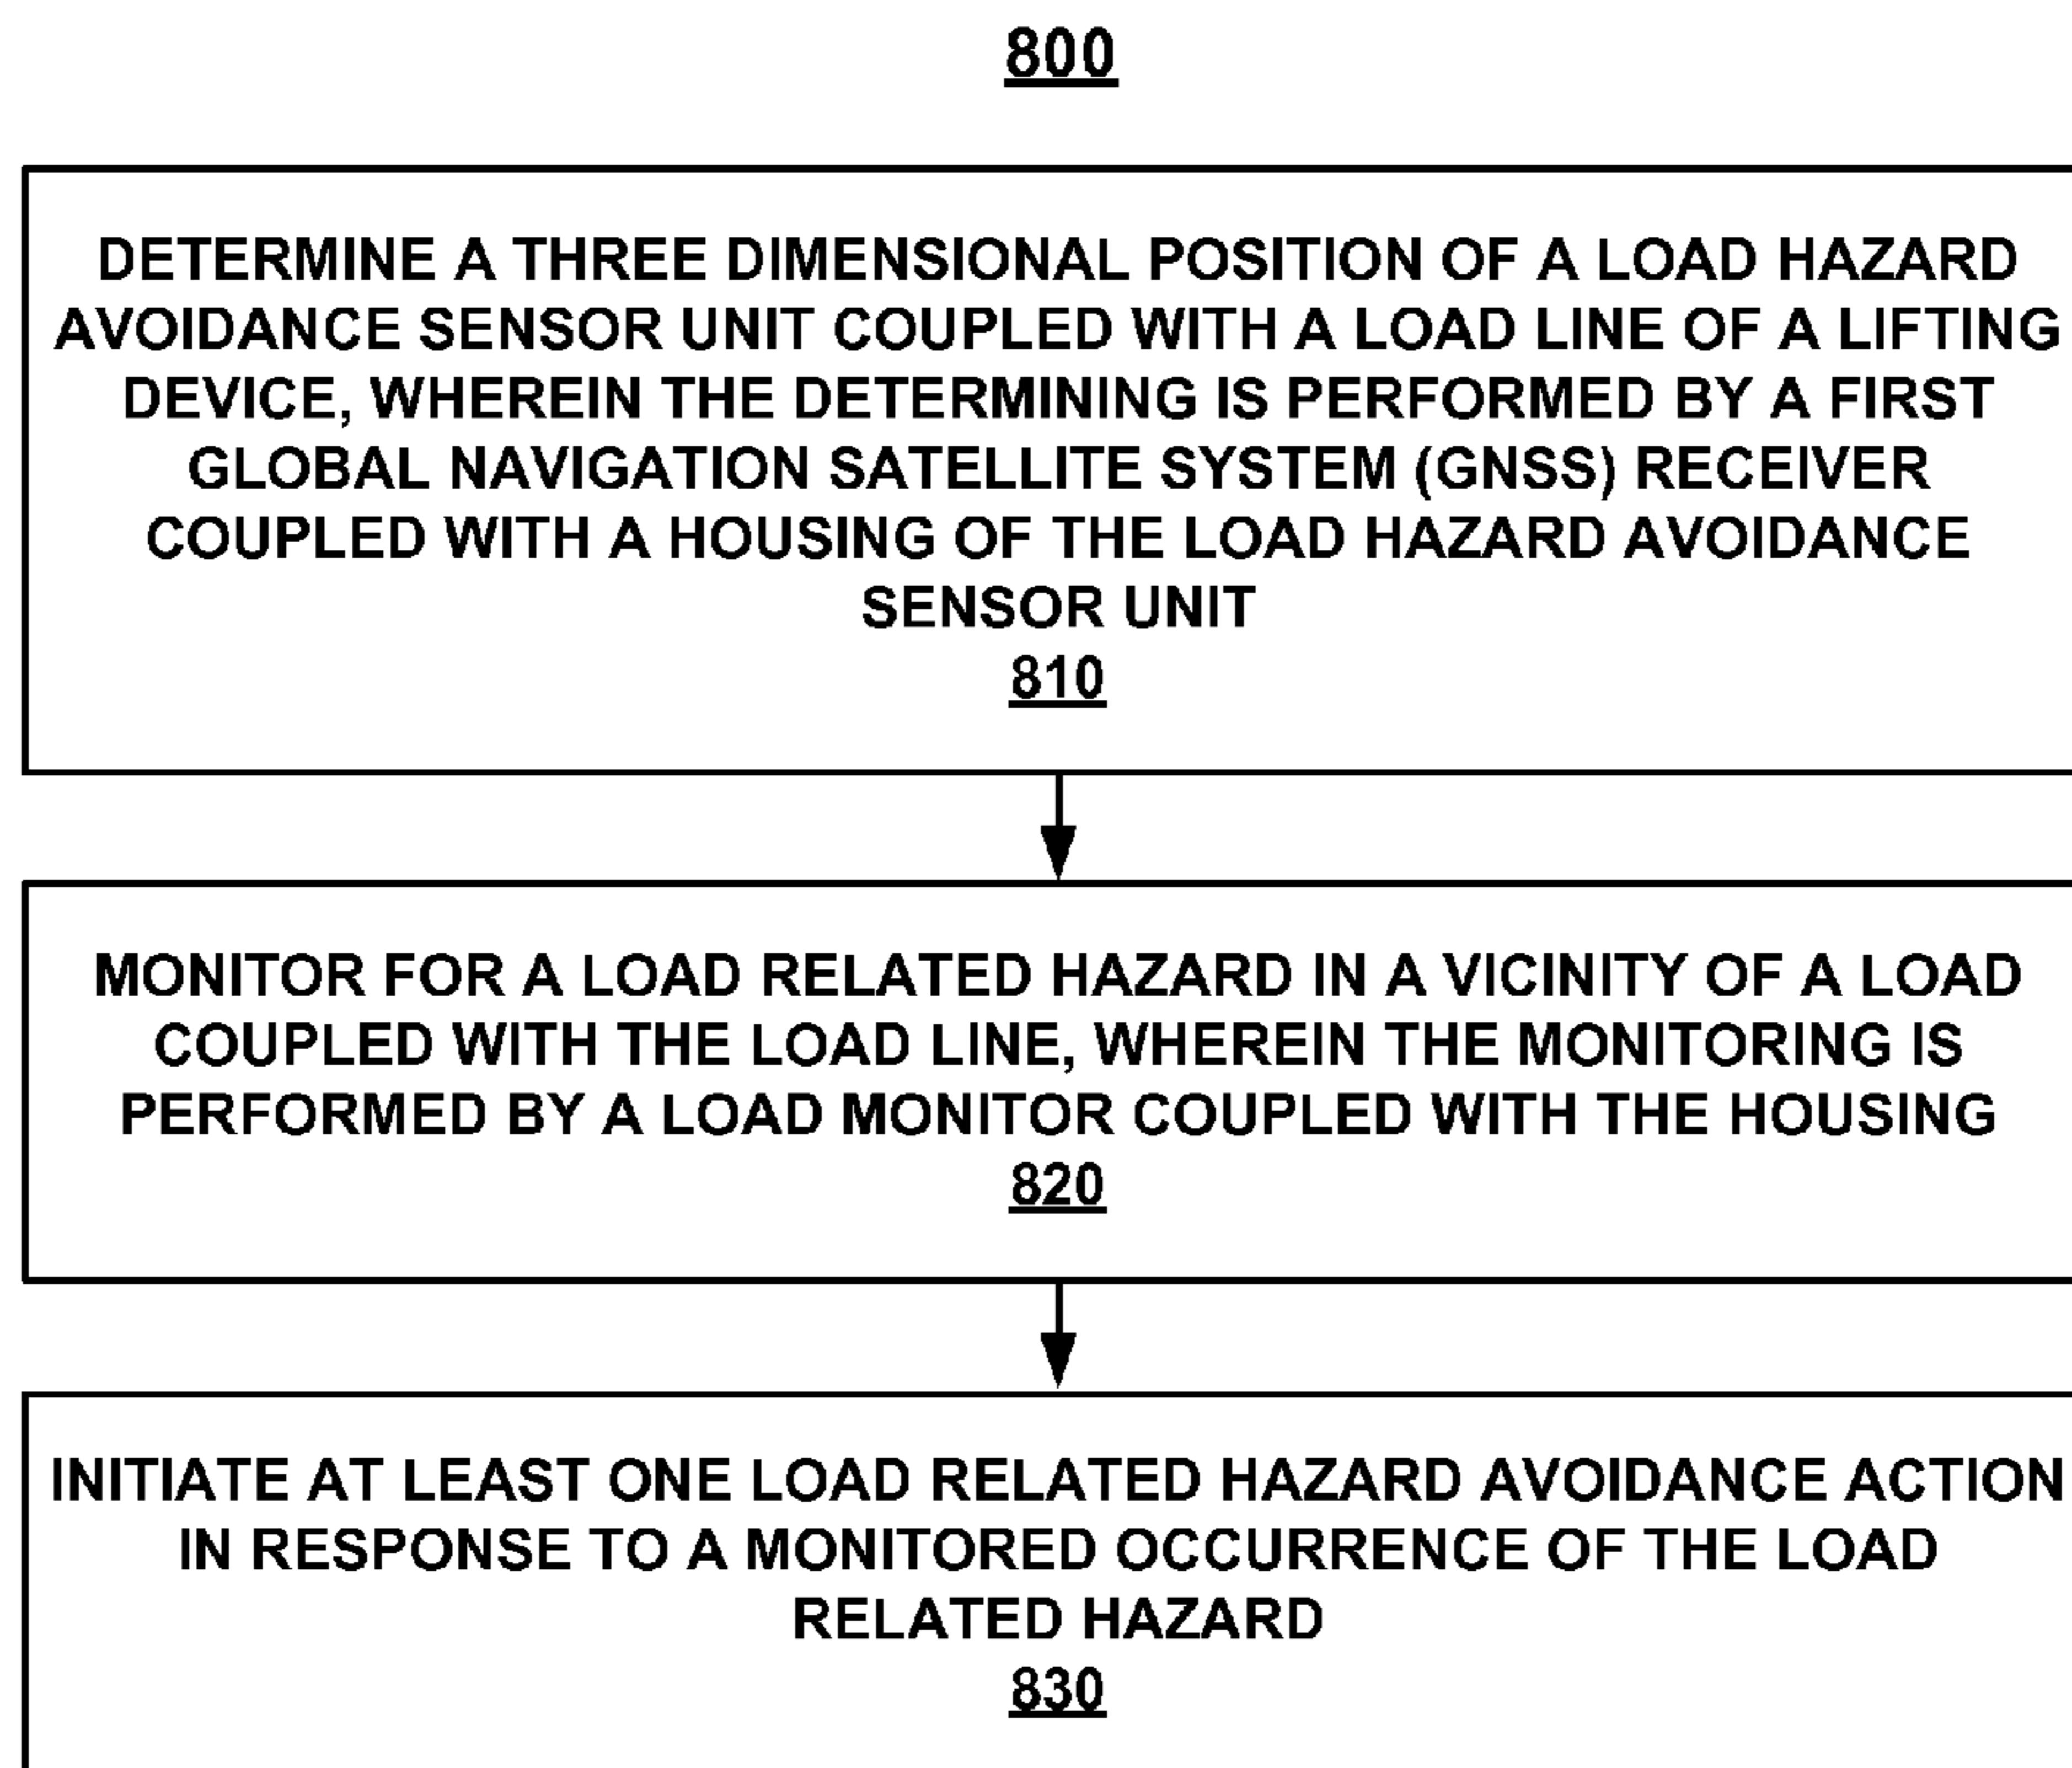 800
DETERMINE A THREE DIMENSIONAL POSITION OF A LOAD HAZARD
AVOIDANCE SENSOR UNIT COUPLED WITH A LOAD LINE OF A LIFTING
DEVICE, WHEREIN THE DETERMINING IS PERFORMED BY A FIRST
GLOBAL NAVIGATION SATELLITE SYSTEM (GNSS) RECEIVER
COUPLED WITH A HOUSING OF THE LOAD HAZARD AVOIDANCE
SENSOR UNIT
810
MONITOR FOR A LOAD RELATED HAZARD IN A VICINITY OF A LOAD
COUPLED WITH THE LOAD LINE, WHEREIN THE MONITORING IS
PERFORMED BY A LOAD MONITOR COUPLED WITH THE HOUSING
820
INITIATE AT LEAST ONE LOAD RELATED HAZARD AVOIDANCE ACTION
IN RESPONSE TO A MONITORED OCCURRENCE OF THE LOAD
RELATED HAZARD
830